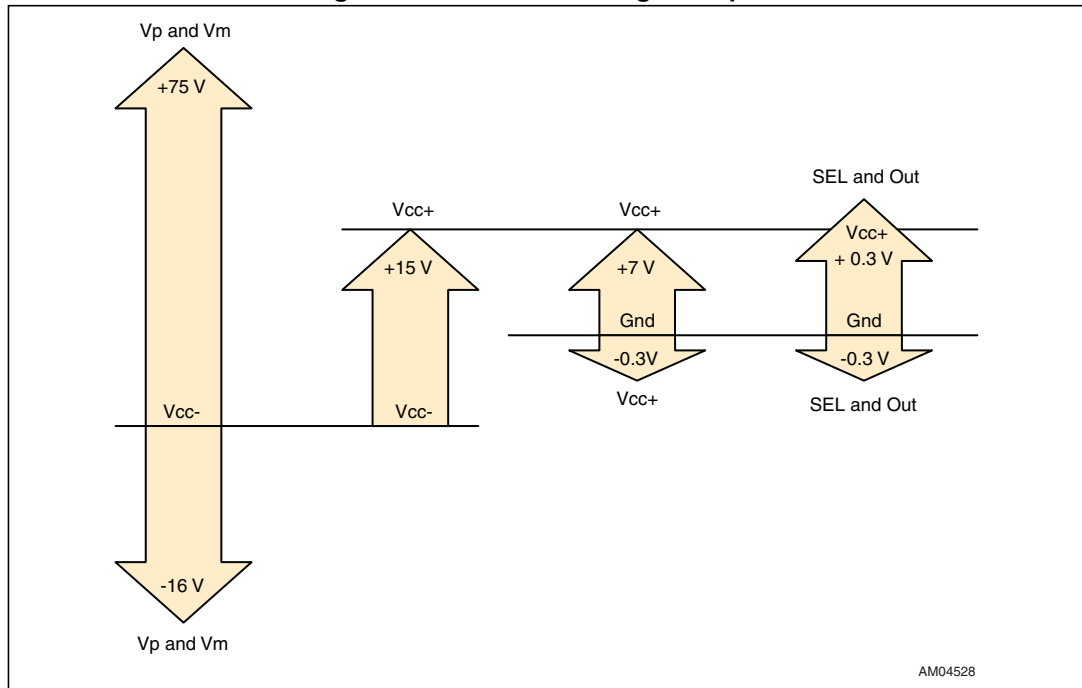 Vp and Vm
+75 V
SEL and Out
Vcc+
Vcc+
Vcc+
+ 0.3 V
+15 V
+7 V
Gnd
Gnd
-0.3V
-0.3 V
Vcc+
SEL and Out
Vcc-
Vcc-
-16 V
Vp and Vm
AM04528